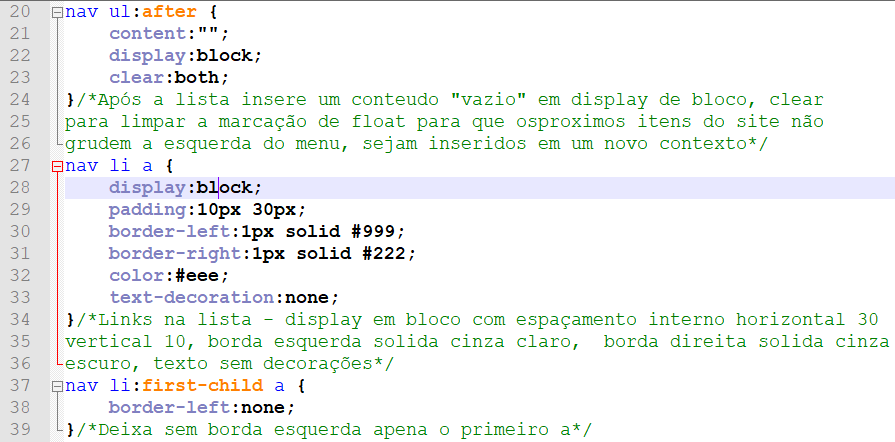 20 nav ul:after {
21     content:"";
22     display:block;
23     clear:both;
24 }/*Após a lista insere um conteudo "vazio" em display de bloco, clear
25 para limpar a marcação de float para que osproximos itens do site não
26 grudem a esquerda do menu, sejam inseridos em um novo contexto*/
27 nav li a {
28     display:block;
29     padding:10px 30px;
30     border-left:1px solid #999;
31     border-right:1px solid #222;
32     color:#eee;
33     text-decoration:none;
34 }/*Links na lista - display em bloco com espaçamento interno horizontal 30
35 vertical 10, borda esquerda solida cinza claro,  borda direita solida cinza
36 escuro, texto sem decorações*/
37 nav li:first-child a {
38     border-left:none;
39 }/*Deixa sem borda esquerda apena o primeiro a*/